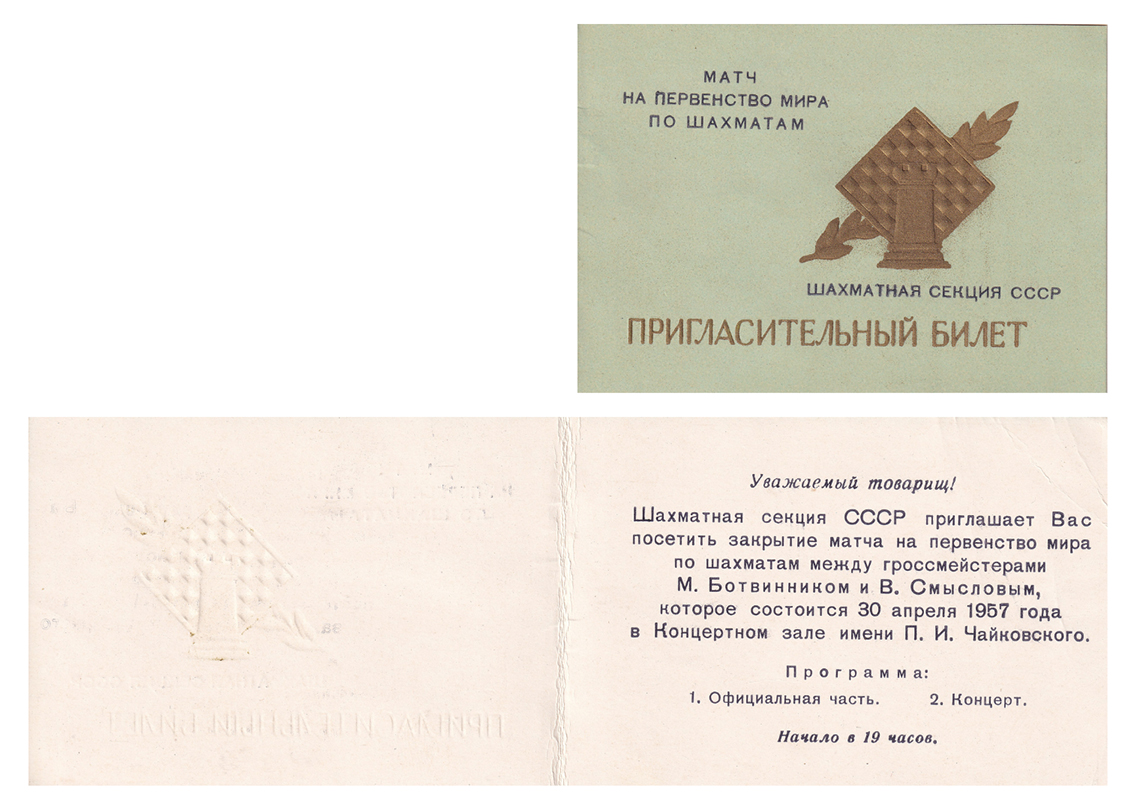 МАТЧ
НА ПЕРВЕНСТВО МИРА
ПО ШАХМАТАМ
ШАХМАТНАЯ СЕКЦИЯ СССР
ПРИГЛАСИТЕЛЬНЫЙ БИЛЕТ
Уважаемый товарищ!
Шахматная секция СССР приглашает Вас
посетить закрытие матча на первенство мира
по шахматам между гроссмейстерами
М. Ботвинником и В. Смысловым,
которое состоится 30 апреля 1957 года
в Концертном зале имени П. И. Чайковского.
Программа:
1. Официальная часть. 2. Концерт.
Начало в 19 часов.